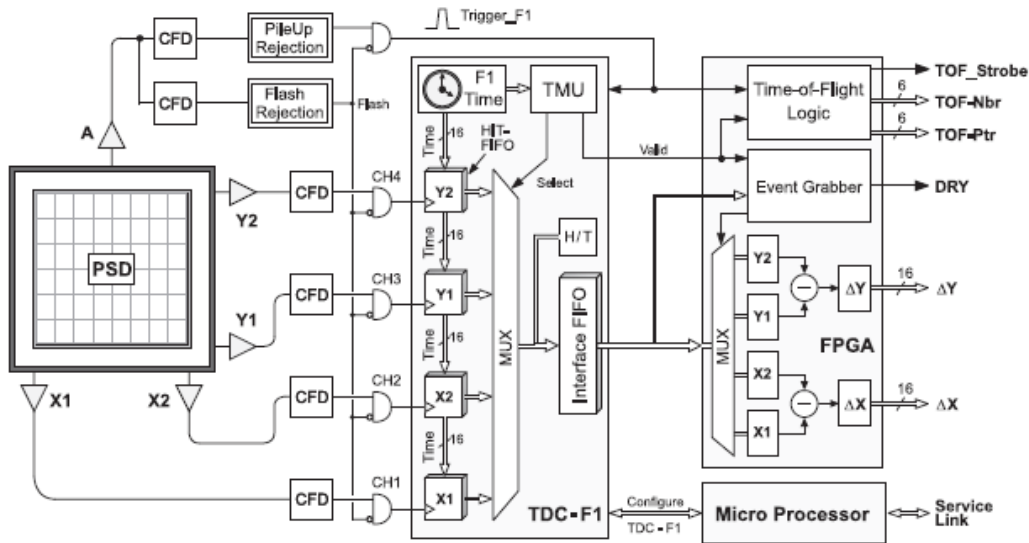 CFD
PileUp
Rejection
Trigger_F1
CFD
Flash
Rejection
Flash
A
F1
Time
TMU
Time-of-Flight
Logic
TOF_Strobe
6
TOF-Nbr
6
TOF-Ptr
Time
16
HIT-
FIFO
Valid
Select
Event Grabber
DRY
Y2
CFD
CH4
Y2
PSD
Time
16
H/T
Y1
CFD
CH3
Y1
MUX
Interface FIFO
MUX
Y2
Y1
ΔY
16
ΔY
FPGA
Time
16
X1
X2
CFD
CH2
X2
X2
X1
ΔX
16
ΔX
Time
16
CFD
CH1
X1
TDC-F1
Configure
TDC-F1
Micro Processor
Service
Link